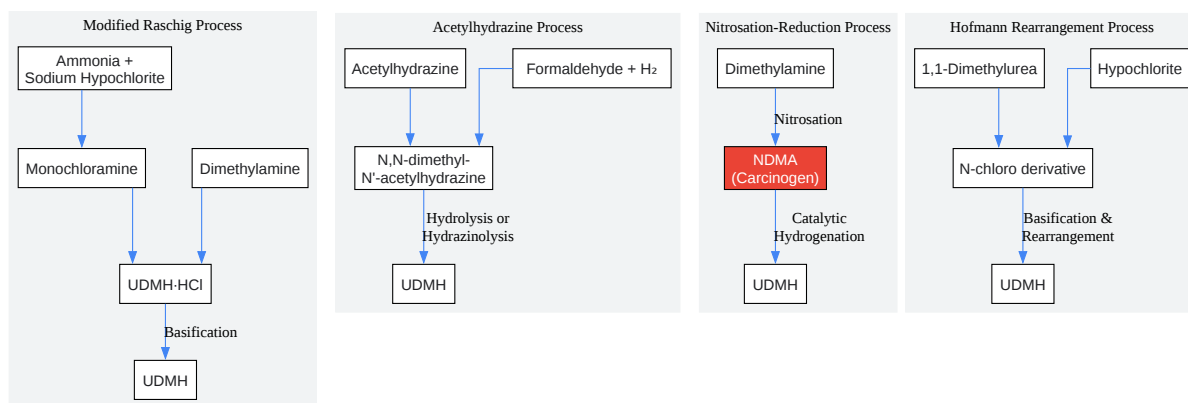 Modified Raschig Process
Ammonia +
Sodium Hypochlorite
Monochloramine
Dimethylamine
UDMH·HCl
Basification
UDMH
Acetylhydrazine Process
Acetylhydrazine
Formaldehyde + H₂
N,N-dimethyl-
N'-acetylhydrazine
Hydrolysis or
Hydrazinolysis
UDMH
Nitrosation-Reduction Process
Dimethylamine
Nitrosation
NDMA
(Carcinogen)
Catalytic
Hydrogenation
UDMH
Hofmann Rearrangement Process
1,1-Dimethylurea
Hypochlorite
N-chloro derivative
Basification &
Rearrangement
UDMH